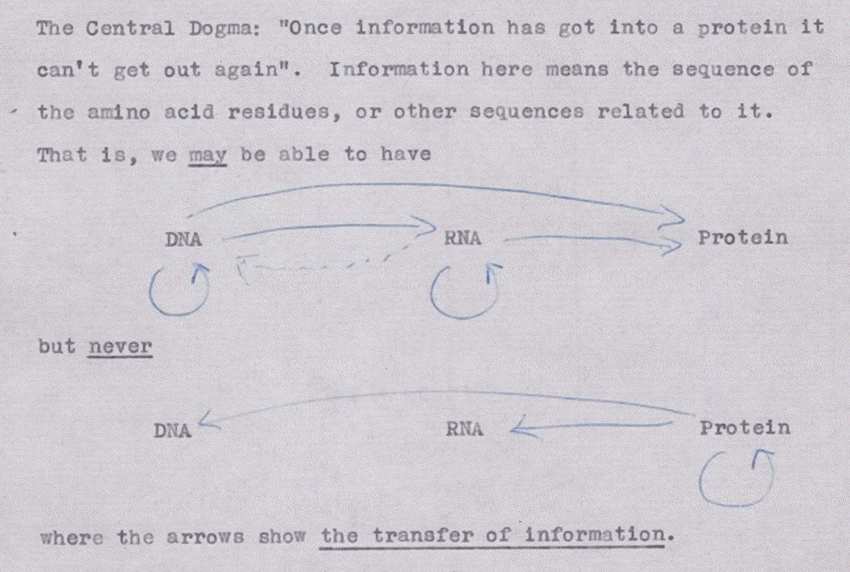 The Central Dogma: "Once information has got into a protein it
can't get out again". Information here means the sequence of
the amino acid residues, or other sequences related to it.
That is, we may be able to have
DNA RNA Protein
but never
DNA RNA Protein
where the arrows show the transfer of information.